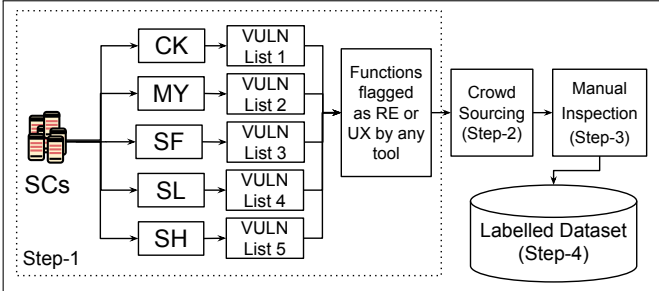 SCs
CK
VULN
List 1
MY
VULN
List 2
SF
VULN
List 3
SL
VULN
List 4
SH
VULN
List 5
Functions
flagged
as RE or
UX by any
tool
Step-1
Crowd
Sourcing
(Step-2)
Manual
Inspection
(Step-3)
Labelled Dataset
(Step-4)